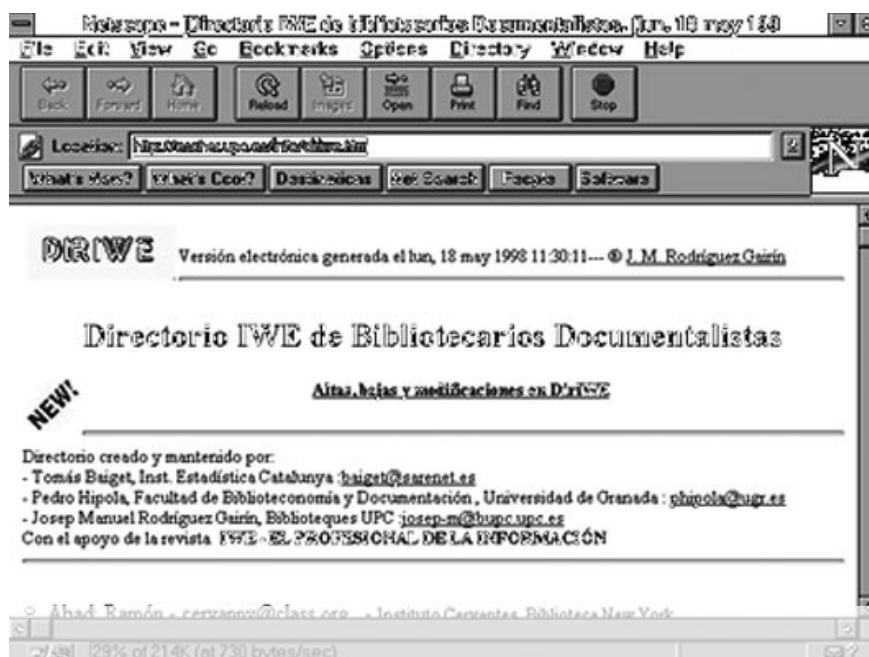 Netscape - [Directorio IWE de bibliotecarios Documentalistas. (lun, 18 may 199
File Edit View Go Bookmarks Options Directory Window Help
Back Forward Home Reload Images Open Print Find Stop
Location:
What's New? What's Cool? Destinations Net Search People Software
DIRIWE Versión electrónica generada el lun, 18 may 1998 11:30:11--- © J. M. Rodríguez Gairín
Directorio IWE de Bibliotecarios Documentalistas
NEW! Altas, bajas y modificaciones en DiriWE
Directorio creado y mantenido por:
- Tomás Baiget, Inst. Estadística Catalunya :baiget@sarenet.es
- Pedro Hipola, Facultad de Biblioteconomía y Documentación , Universidad de Granada : phipola@ugr.es
- Josep Manuel Rodríguez Gairín, Biblioteques UPC :josep-m@bupc.upc.es
Con el apoyo de la revista IWE - EL PROFESIONAL DE LA INFORMACIÓN
Abad, Ramón - cervanny@class.org - Instituto Cervantes. Biblioteca New York
29% of 214K (at 730 bytes/sec)